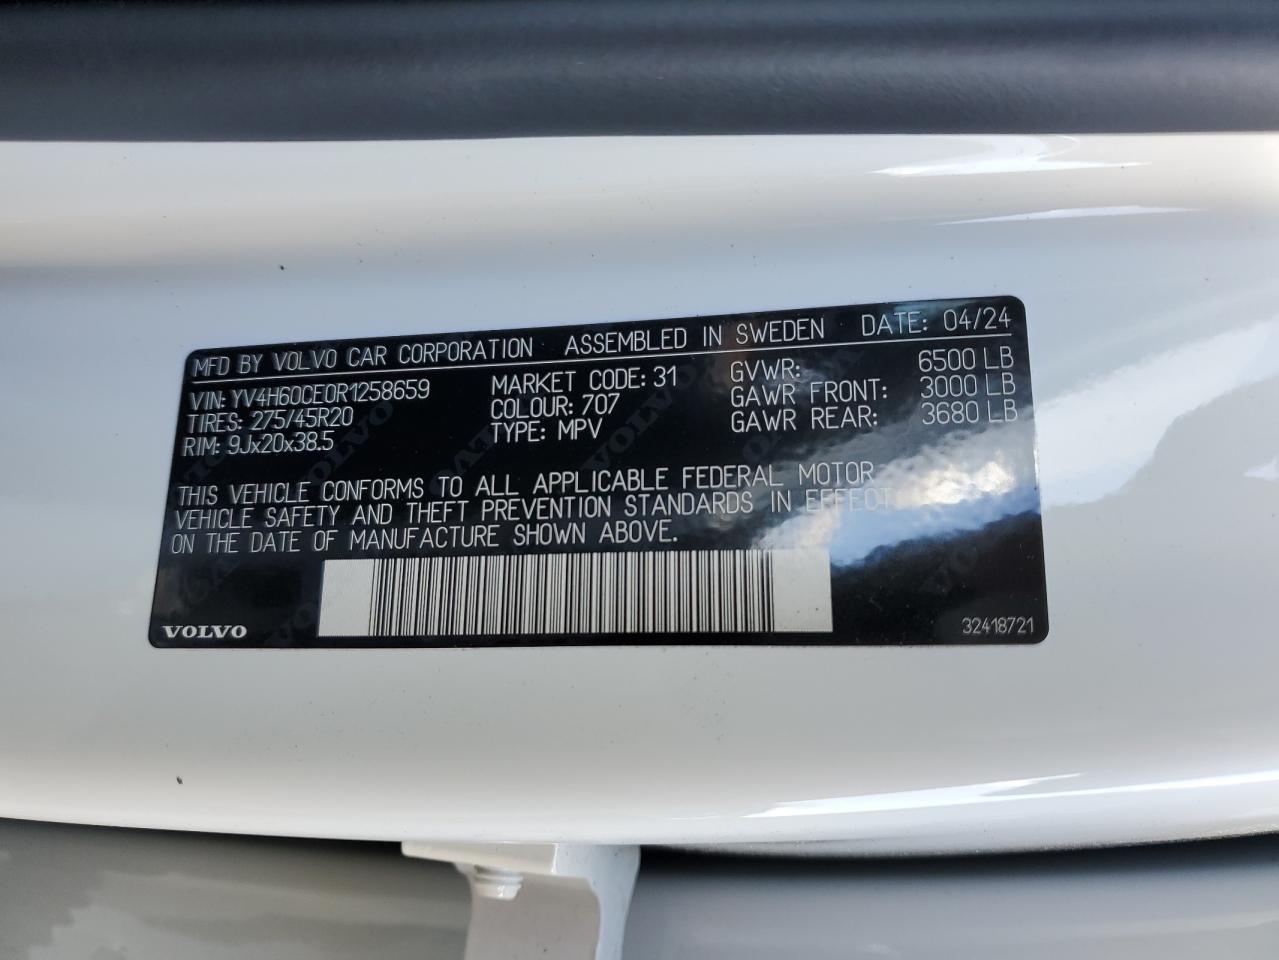 MFD BY VOLVO CAR CORPORATION ASSEMBLED IN SWEDEN DATE: 04/24
VIN: YV4H60CE0R1258659 MARKET CODE: 31 GVWR: 6500 LB
TIRES: 275/45R20 COLOUR: 707 GAWR FRONT: 3000 LB
RIM: 9Jx20x38.5 TYPE: MPV GAWR REAR: 3680 LB
THIS VEHICLE CONFORMS TO ALL APPLICABLE FEDERAL MOTOR
VEHICLE SAFETY AND THEFT PREVENTION STANDARDS IN EFFECT
ON THE DATE OF MANUFACTURE SHOWN ABOVE.
VOLVO 32418721